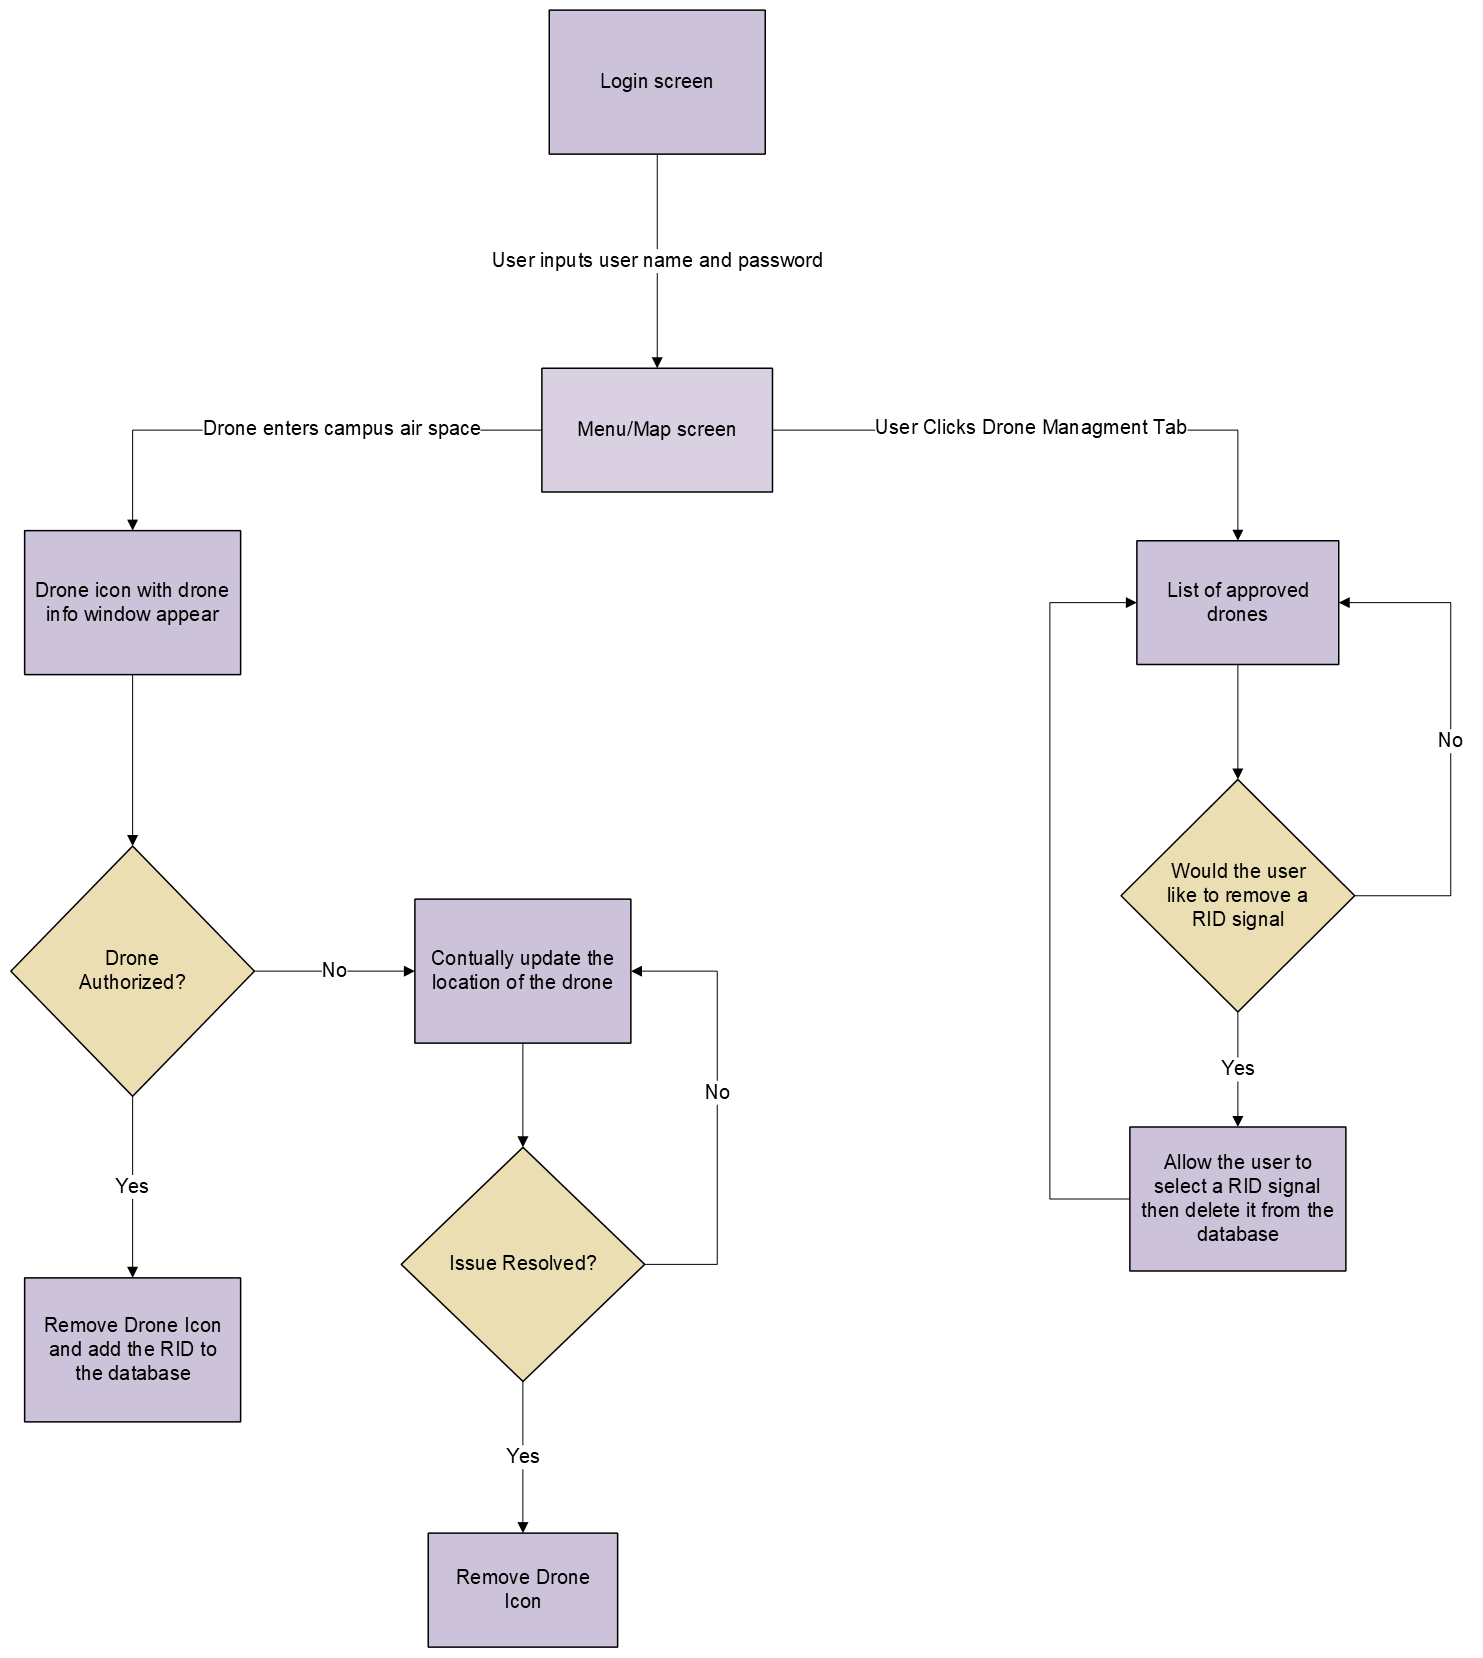 Login screen
User inputs user name and password
Menu/Map screen
Drone enters campus air space
User Clicks Drone Managment Tab
Drone icon with drone
info window appear
List of approved
drones
No
Would the user
like to remove a
RID signal
Drone
Authorized?
No
Contually update the
location of the drone
No
Yes
Allow the user to
select a RID signal
then delete it from the
database
Yes
Issue Resolved?
Remove Drone Icon
and add the RID to
the database
Yes
Remove Drone
Icon